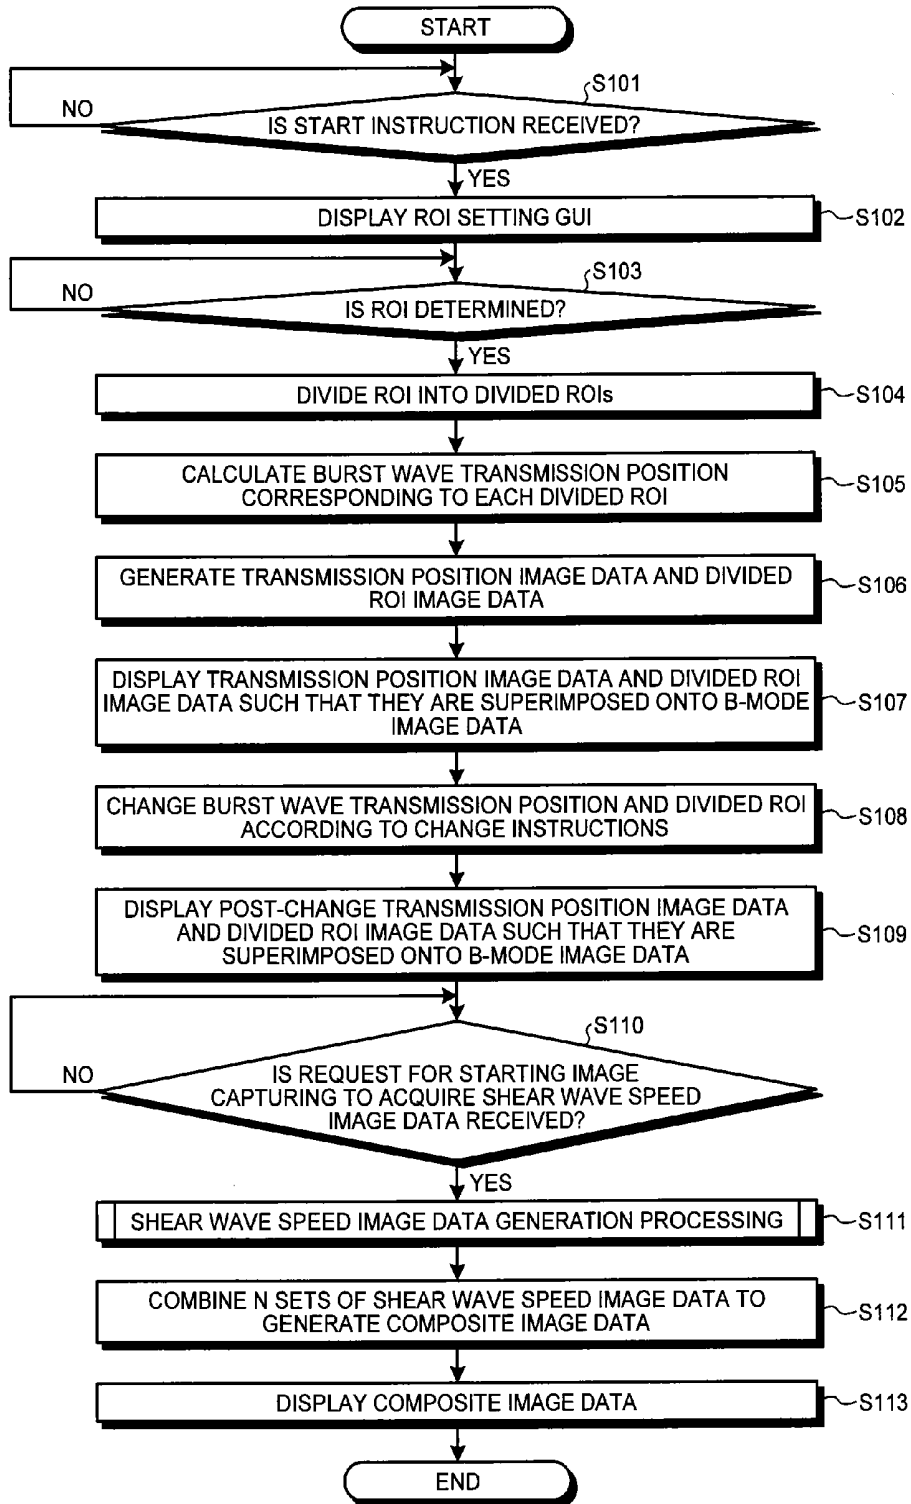 START
S101
NO
IS START INSTRUCTION RECEIVED?
YES
DISPLAY ROI SETTING GUI
S102
S103
NO
IS ROI DETERMINED?
YES
DIVIDE ROI INTO DIVIDED ROIs
S104
CALCULATE BURST WAVE TRANSMISSION POSITION
CORRESPONDING TO EACH DIVIDED ROI
S105
GENERATE TRANSMISSION POSITION IMAGE DATA AND DIVIDED
ROI IMAGE DATA
S106
DISPLAY TRANSMISSION POSITION IMAGE DATA AND DIVIDED ROI
IMAGE DATA SUCH THAT THEY ARE SUPERIMPOSED ONTO B-MODE
IMAGE DATA
S107
CHANGE BURST WAVE TRANSMISSION POSITION AND DIVIDED ROI
ACCORDING TO CHANGE INSTRUCTIONS
S108
DISPLAY POST-CHANGE TRANSMISSION POSITION IMAGE DATA
AND DIVIDED ROI IMAGE DATA SUCH THAT THEY ARE
SUPERIMPOSED ONTO B-MODE IMAGE DATA
S109
S110
NO
IS REQUEST FOR STARTING IMAGE
CAPTURING TO ACQUIRE SHEAR WAVE SPEED
IMAGE DATA RECEIVED?
YES
SHEAR WAVE SPEED IMAGE DATA GENERATION PROCESSING
S111
COMBINE N SETS OF SHEAR WAVE SPEED IMAGE DATA TO
GENERATE COMPOSITE IMAGE DATA
S112
DISPLAY COMPOSITE IMAGE DATA
S113
END